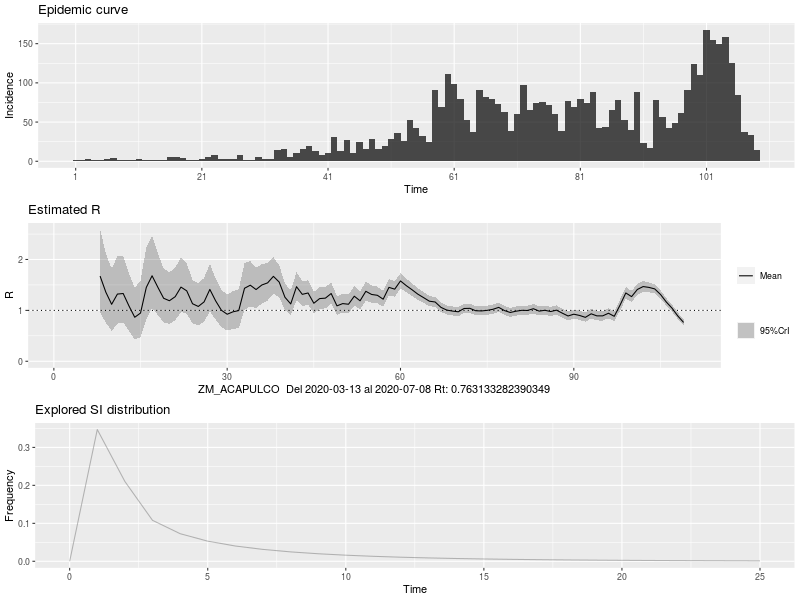 Epidemic curve
150
100
50
0
Incidence
1
21
41
61
81
101
Time
Estimated R
2
1
0
R
0
30
60
90
ZM_ACAPULCO Del 2020-03-13 al 2020-07-08 Rt: 0.763133282390349
Mean
95%CrI
Explored SI distribution
0.3
0.2
0.1
0.0
Frequency
0
5
10
15
20
25
Time